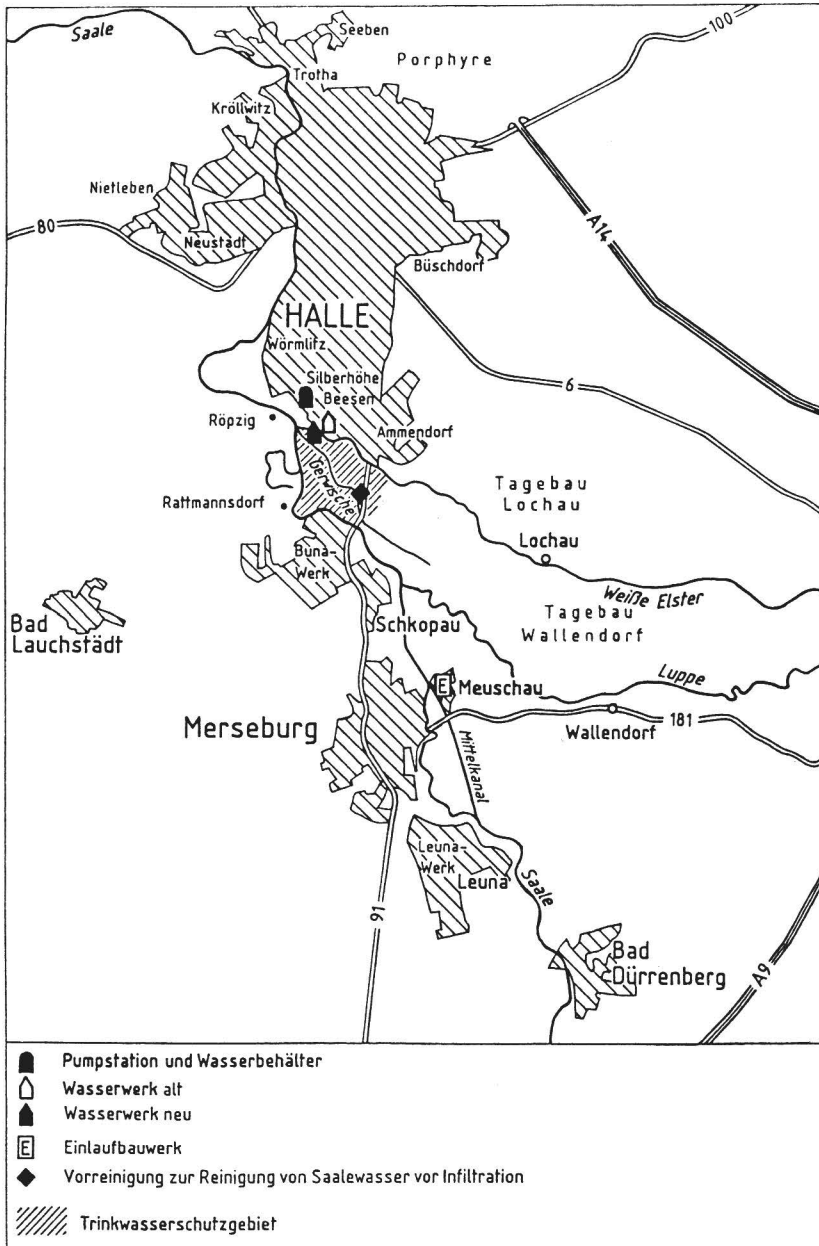 Saale
Seeben
Porphyre
100
Trotha
Kröllwitz
Nietleben
80
Neustadt
A14
Büschdorf
HALLE
Wörmlitz
6
Silberhöhe
Beesen
Röpzig
Ammendorf
Gerwische
Tagebau
Lochau
Rattmannsdorf
Lochau
Buna-
Werk
Weiße Elster
Tagebau
Wallendorf
Bad
Lauchstädt
Schkopau
Luppe
E
Meuschau
Merseburg
Wallendorf
181
Mittelkanal
Leuna-
Werk
Leuna
Saale
91
Bad
Dürrenberg
A9
Pumpstation und Wasserbehälter
Wasserwerk alt
Wasserwerk neu
E Einlaufbauwerk
Vorreinigung zur Reinigung von Saalewasser vor Infiltration
Trinkwasserschutzgebiet